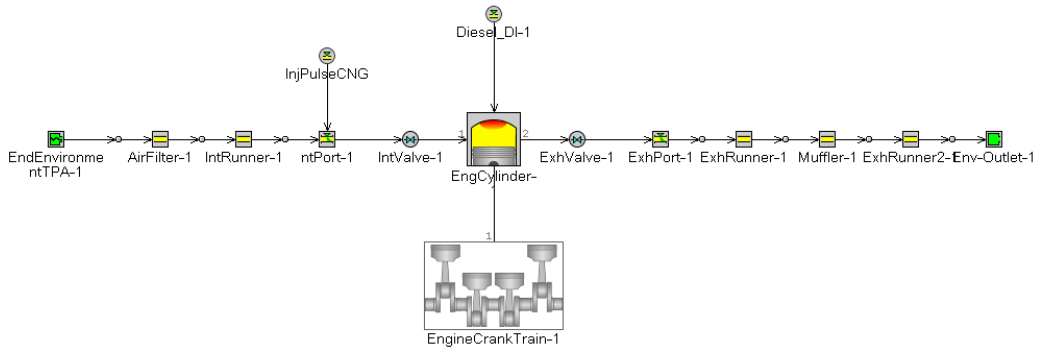 Diesel_DI-1
InjPulseCNG
1
2
EndEnvironme
ntTPA-1
AirFilter-1
IntRunner-1
ntPort-1
IntValve-1
EngCylinder-
ExhValve-1
ExhPort-1
ExhRunner-1
Muffler-1
ExhRunner2-1
Env-Outlet-1
1
EngineCrankTrain-1